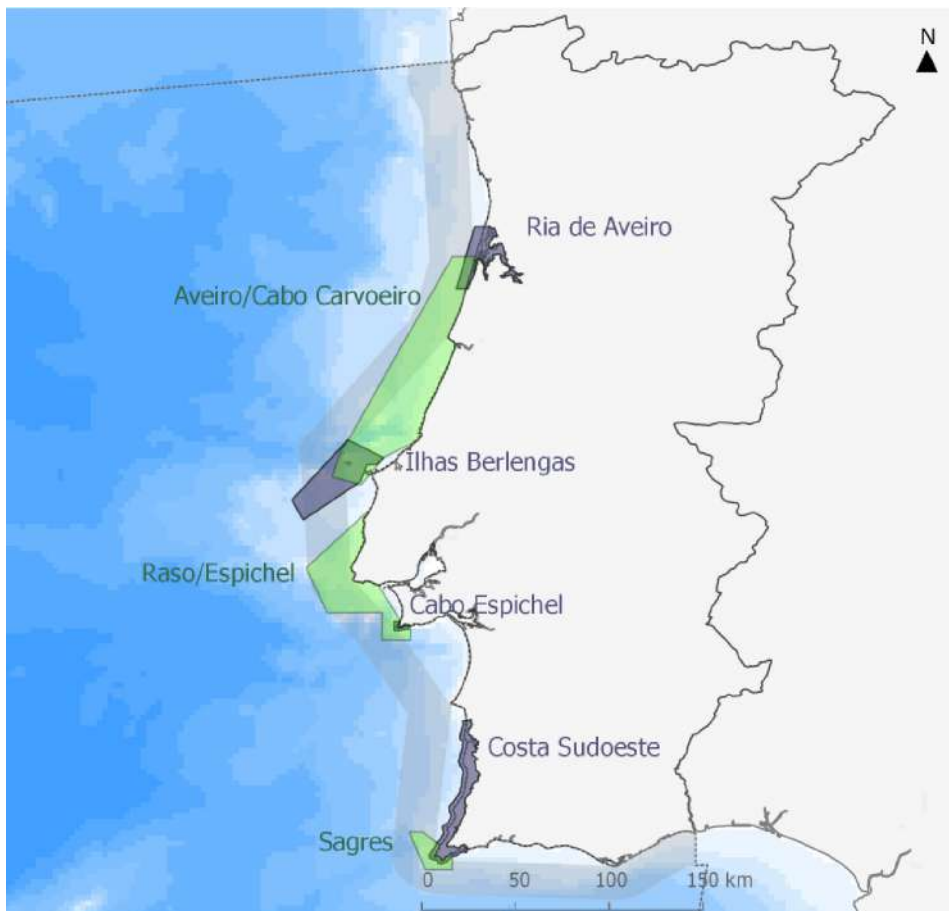 N
Ria de Aveiro
Aveiro/Cabo Carvoeiro
Ilhas Berlengas
Raso/Espichel
Cabo Espichel
Costa Sudoeste
Sagres
0 50 100 150 km